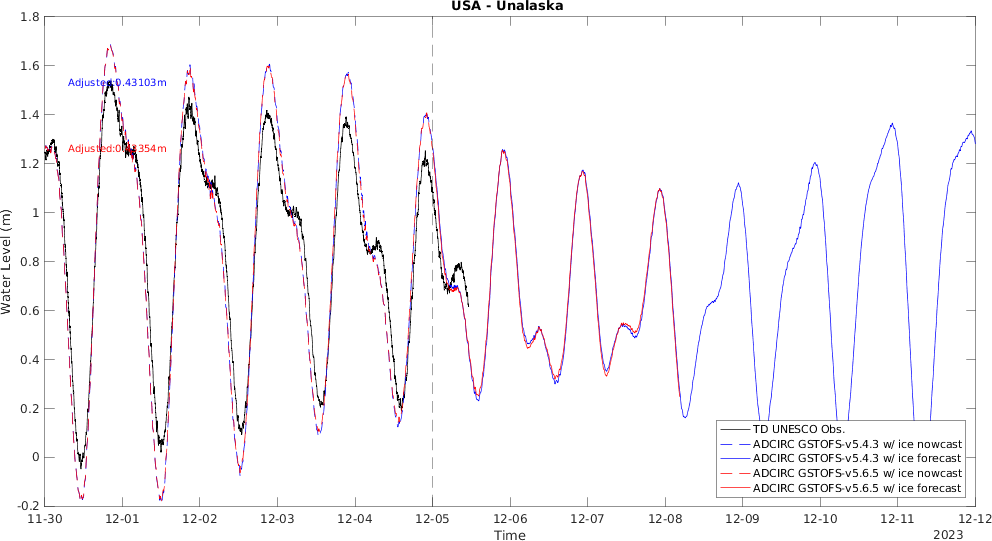 USA - Unalaska
1.8
1.6
1.4
1.2
1
0.8
0.6
0.4
0.2
0
-0.2
Water Level (m)
Adjusted:0.43103m
11-30
12-01
12-02
12-03
12-04
12-05
12-06
12-07
12-08
12-09
12-10
12-11
12-12
Time
2023
TD UNESCO Obs.
ADCIRC GSTOFS-v5.4.3 w/ ice nowcast
ADCIRC GSTOFS-v5.4.3 w/ ice forecast
ADCIRC GSTOFS-v5.6.5 w/ ice nowcast
ADCIRC GSTOFS-v5.6.5 w/ ice forecast